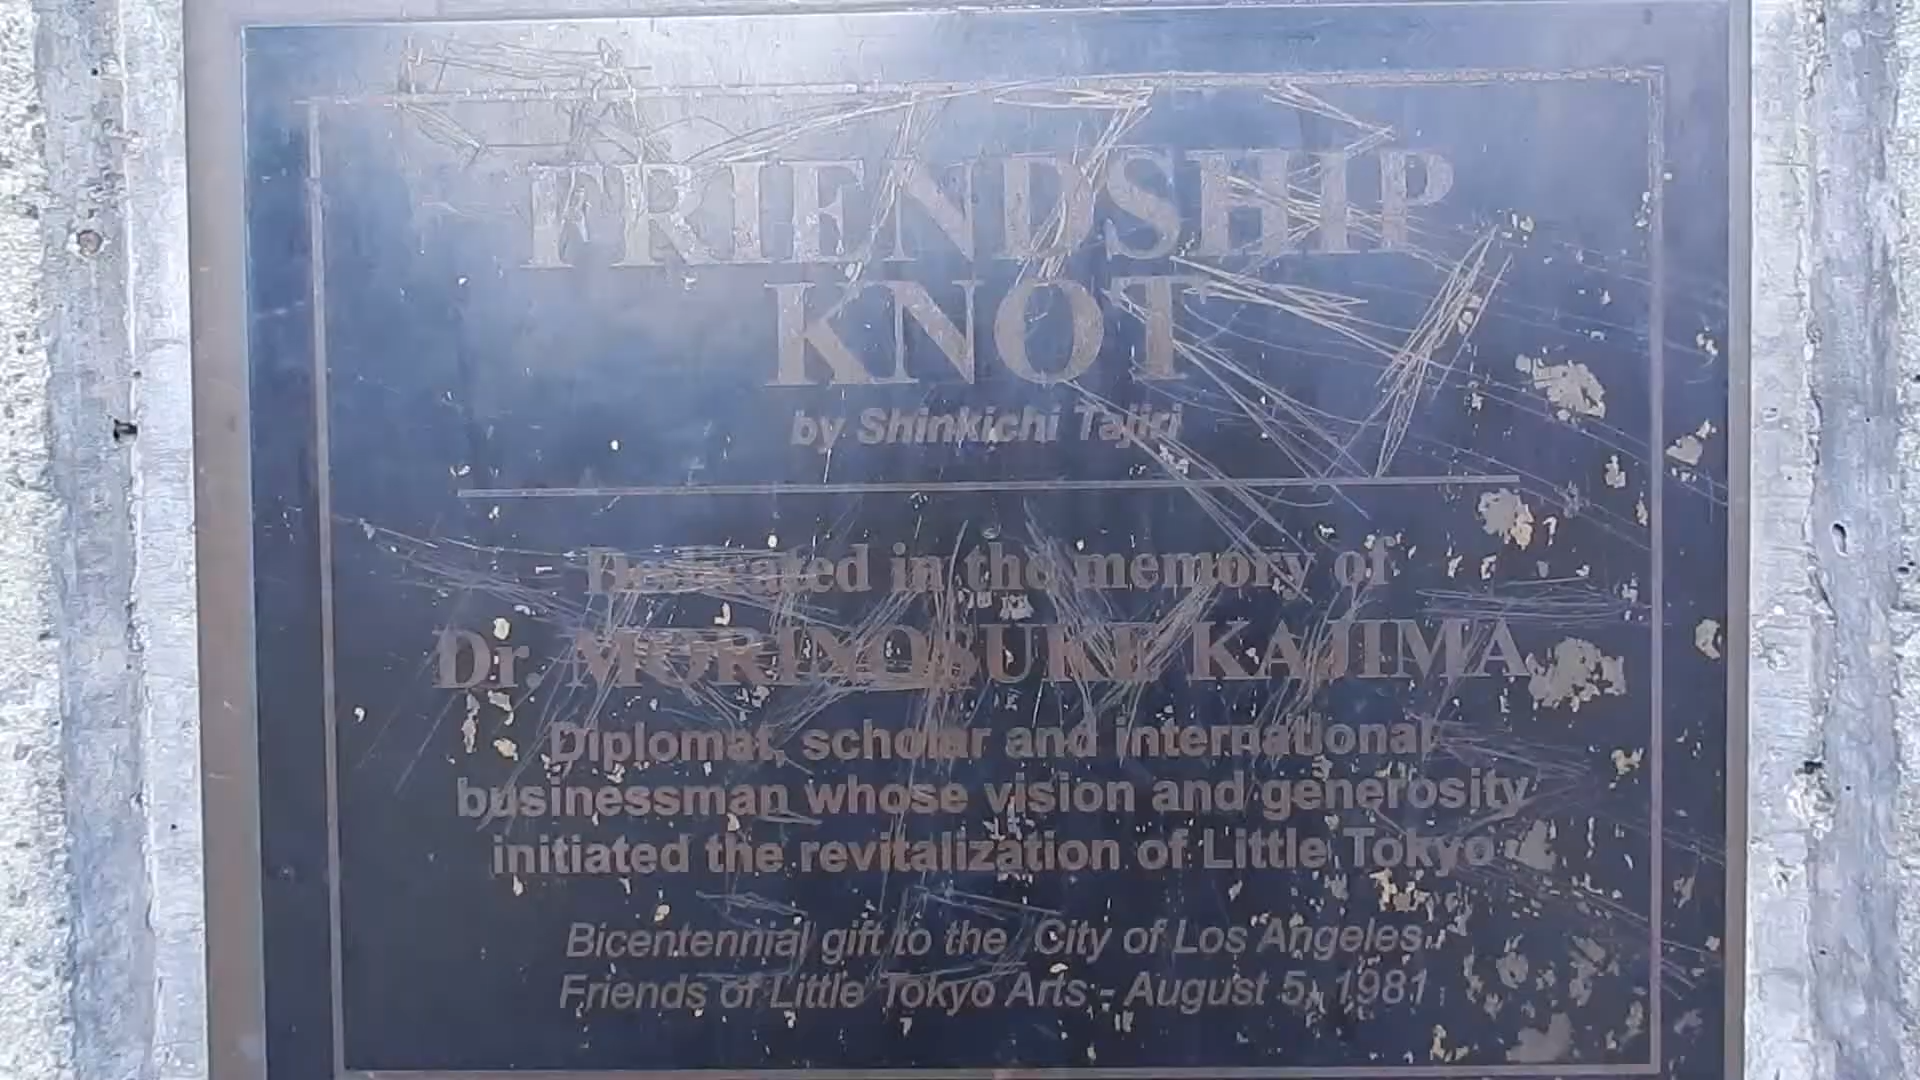 FRIENDSHIP
KNOT
by Shinkichi Tajiri
Dedicated in the memory of
Dr. MORINOSUKE KAJIMA
Diplomat, scholar and international
businessman whose vision and generosity
initiated the revitalization of Little Tokyo
Bicentennial gift to the City of Los Angeles
Friends of Little Tokyo Arts - August 5, 1981